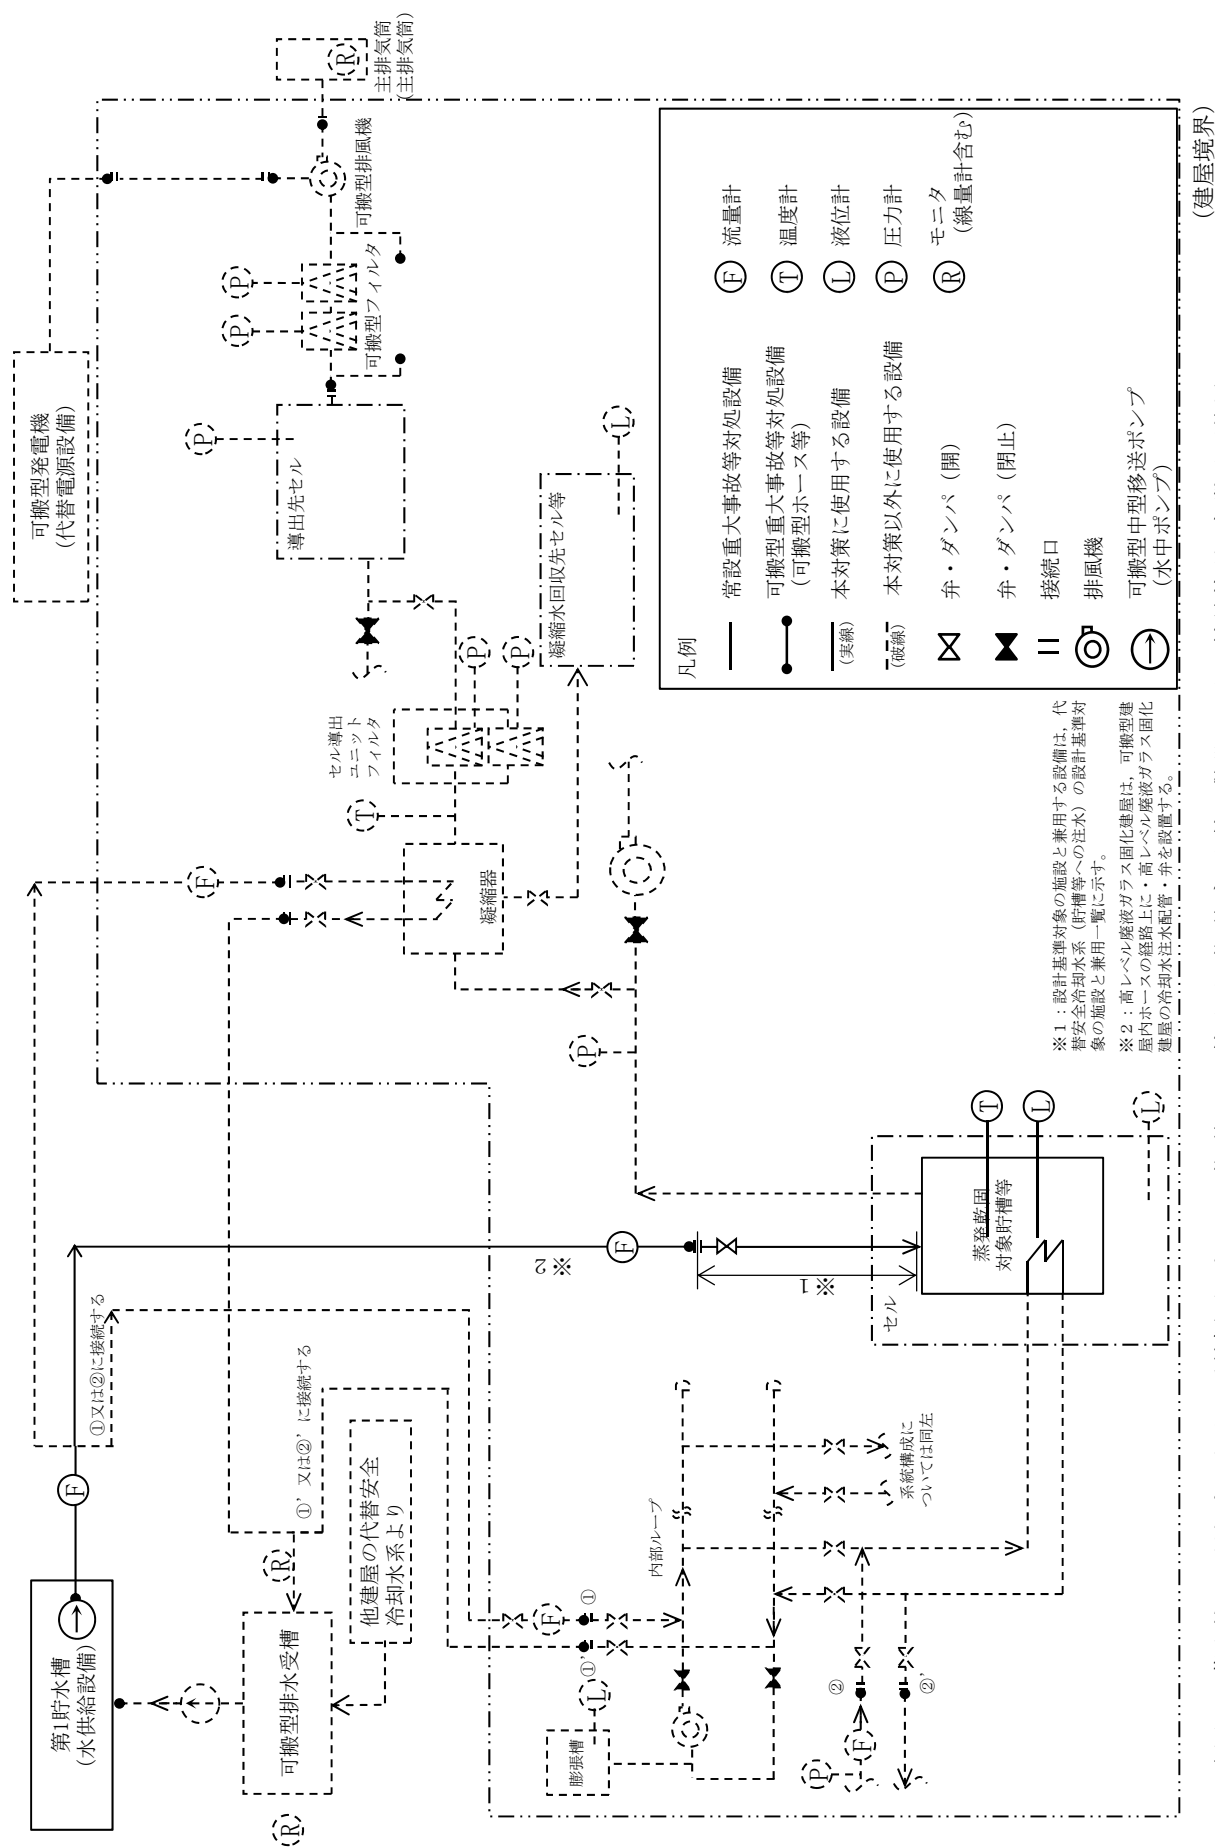 第1貯水槽
(水供給設備)
可搬型排水受槽
他建屋の代替安全
冷却水系より
①又は②に接続する
①’又は②’に接続する
可搬型発電機
(代替電源設備)
主排気筒
(主排気筒)
可搬型排風機
可搬型フィルタ
導出先セル
凝縮水回収先セル等
セル導出
ユニット
フィルタ
凝縮器
膨張槽
内部ループ
系統構成に
ついては同左
セル
蒸発乾固
対象貯槽等
※1
※2
①
①’
②
②’
F
F
F
F
F
R
R
R
P
P
P
P
P
P
P
T
T
L
L
L
L
凡例
常設重大事故等対処設備
可搬型重大事故等対処設備
(可搬型ホース等)
(実線)
本対策に使用する設備
(破線)
本対策以外に使用する設備
弁・ダンパ (開)
弁・ダンパ (閉止)
接続口
排風機
可搬型中型移送ポンプ
(水中ポンプ)
F 流量計
T 温度計
L 液位計
P 圧力計
R モニタ
(線量計含む)
※1:設計基準対象の施設と兼用する設備は,代
替安全冷却水系 (貯槽等への注水) の設計基準対
象の施設と兼用一覧に示す。
※2:高レベル廃液ガラス固化建屋は, 可搬型建
屋内ホースの経路上に・高レベル廃液ガラス固化
建屋の冷却水注水配管・弁を設置する。
(建屋境界)